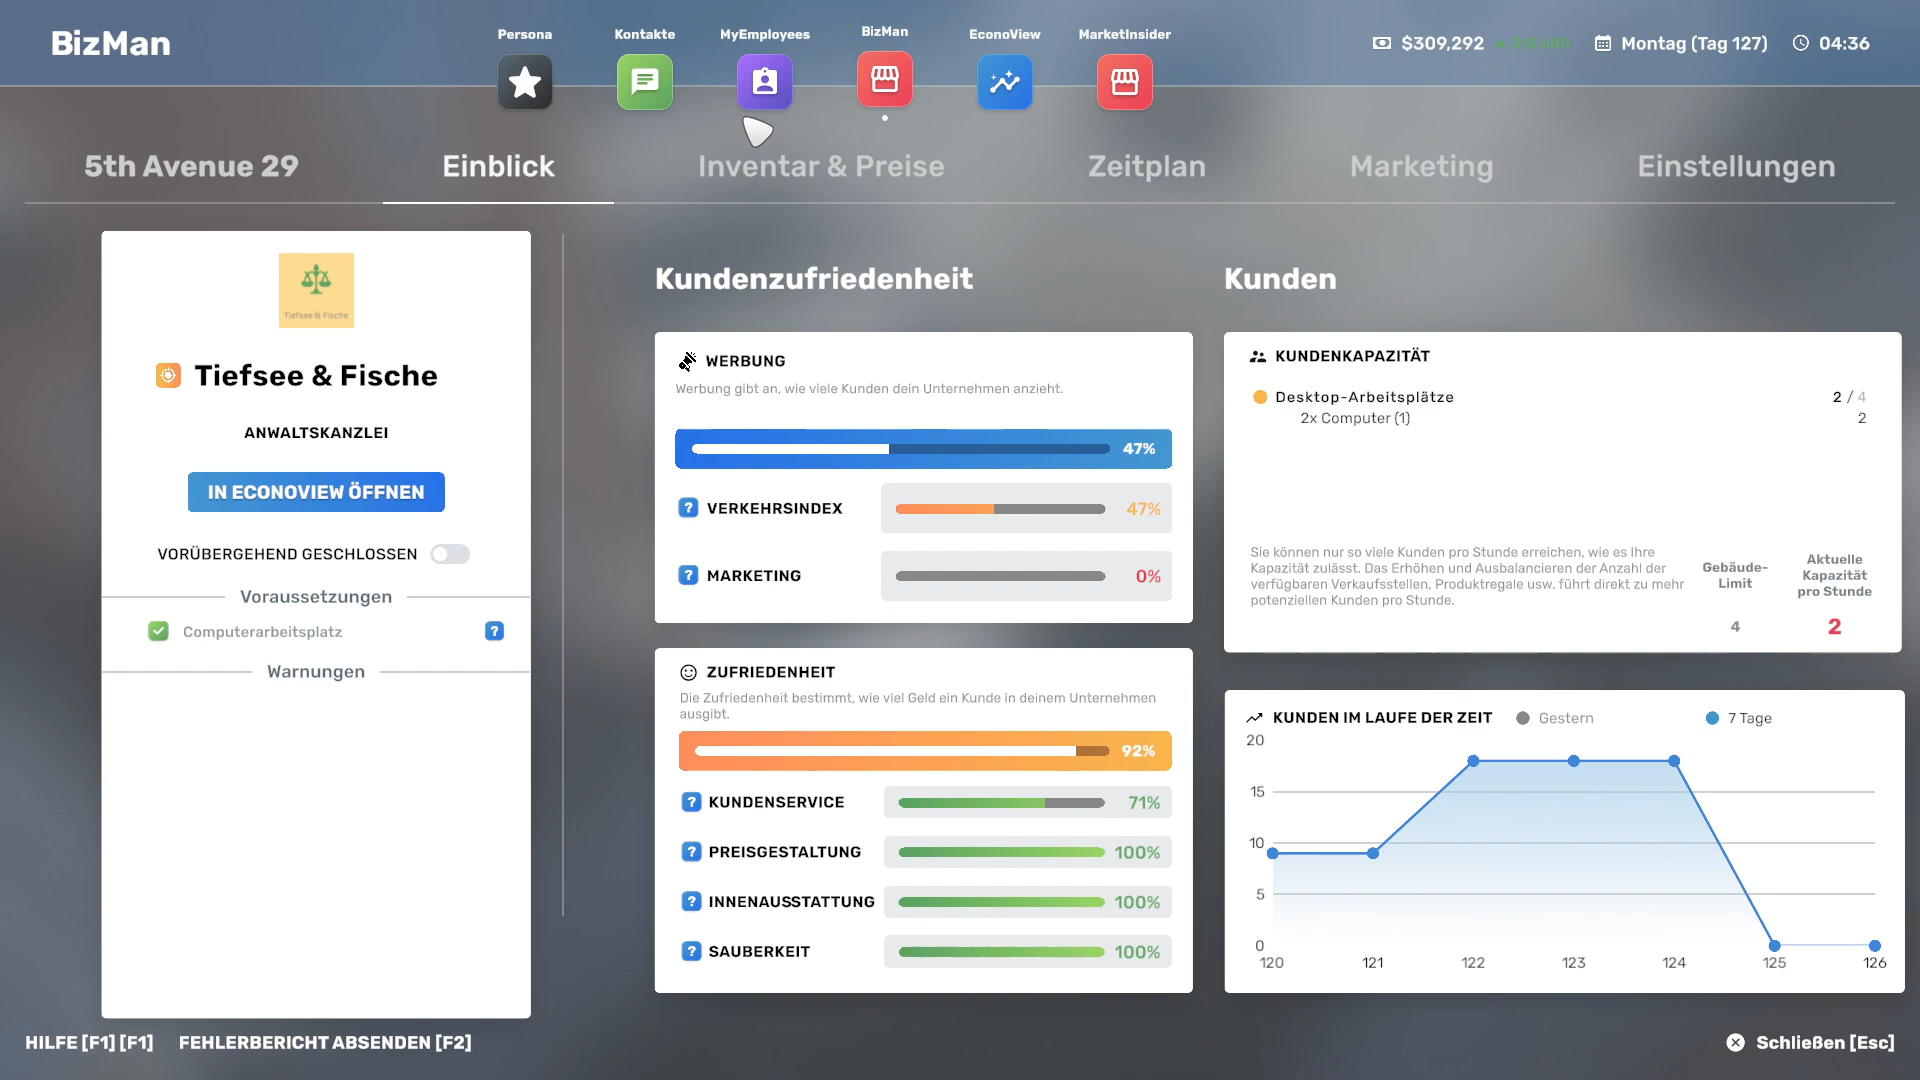 BizMan
Persona
Kontakte
MyEmployees
BizMan
EconoView
MarketInsider
$309,292
Montag (Tag 127)
04:36
5th Avenue 29
Einblick
Inventar & Preise
Zeitplan
Marketing
Einstellungen
Tiefsee & Fische
Tiefsee & Fische
ANWALTSKANZLEI
IN ECONOVIEW ÖFFNEN
VORÜBERGEHEND GESCHLOSSEN
Voraussetzungen
Computerarbeitsplatz ?
Warnungen
Kundenzufriedenheit
WERBUNG
Werbung gibt an, wie viele Kunden dein Unternehmen anzieht.
47%
? VERKEHRSINDEX 47%
? MARKETING 0%
ZUFRIEDENHEIT
Die Zufriedenheit bestimmt, wie viel Geld ein Kunde in deinem Unternehmen
ausgibt.
92%
? KUNDENSERVICE 71%
? PREISGESTALTUNG 100%
? INNENAUSSTATTUNG 100%
? SAUBERKEIT 100%
Kunden
KUNDENKAPAZITÄT
Desktop-Arbeitsplätze 2 / 4
2x Computer (1) 2
Sie können nur so viele Kunden pro Stunde erreichen, wie es Ihre
Kapazität zulässt. Das Erhöhen und Ausbalancieren der Anzahl der
verfügbaren Verkaufsstellen, Produktregale usw. führt direkt zu mehr
potenziellen Kunden pro Stunde.
Gebäude-
Limit
4
Aktuelle
Kapazität
pro Stunde
2
KUNDEN IM LAUFE DER ZEIT
Gestern
7 Tage
20
15
10
5
0
120 121 122 123 124 125 126
HILFE [F1] [F1]
FEHLERBERICHT ABSENDEN [F2]
Schließen [Esc]